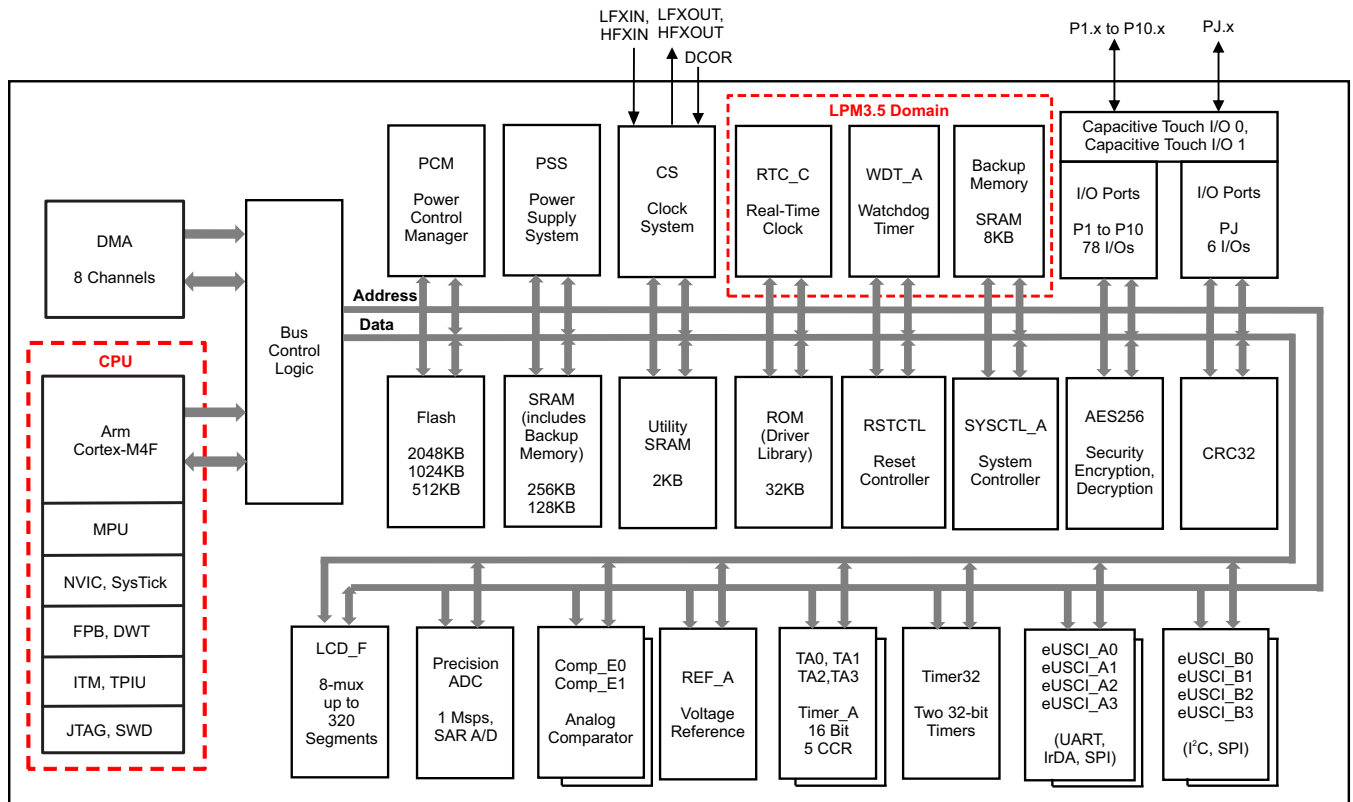 LFXIN,
HFXIN
LFXOUT,
HFXOUT
DCOR
P1.x to P10.x
PJ.x
LPM3.5 Domain
Capacitive Touch I/O 0,
Capacitive Touch I/O 1
PCM
Power
Control
Manager
PSS
Power
Supply
System
CS
Clock
System
RTC_C
Real-Time
Clock
WDT_A
Watchdog
Timer
Backup
Memory
SRAM
8KB
I/O Ports
P1 to P10
78 I/Os
I/O Ports
PJ
6 I/Os
DMA
8 Channels
Bus
Control
Logic
Address
Data
CPU
Arm
Cortex-M4F
MPU
NVIC, SysTick
FPB, DWT
ITM, TPIU
JTAG, SWD
Flash
2048KB
1024KB
512KB
SRAM
(includes
Backup
Memory)
256KB
128KB
Utility
SRAM
2KB
ROM
(Driver
Library)
32KB
RSTCTL
Reset
Controller
SYSCTL_A
System
Controller
AES256
Security
Encryption,
Decryption
CRC32
LCD_F
8-mux
up to
320
Segments
Precision
ADC
1 Msps,
SAR A/D
Comp_E0
Comp_E1
Analog
Comparator
REF_A
Voltage
Reference
TA0, TA1
TA2,TA3
Timer_A
16 Bit
5 CCR
Timer32
Two 32-bit
Timers
eUSCI_A0
eUSCI_A1
eUSCI_A2
eUSCI_A3
(UART,
IrDA, SPI)
eUSCI_B0
eUSCI_B1
eUSCI_B2
eUSCI_B3
(I²C, SPI)